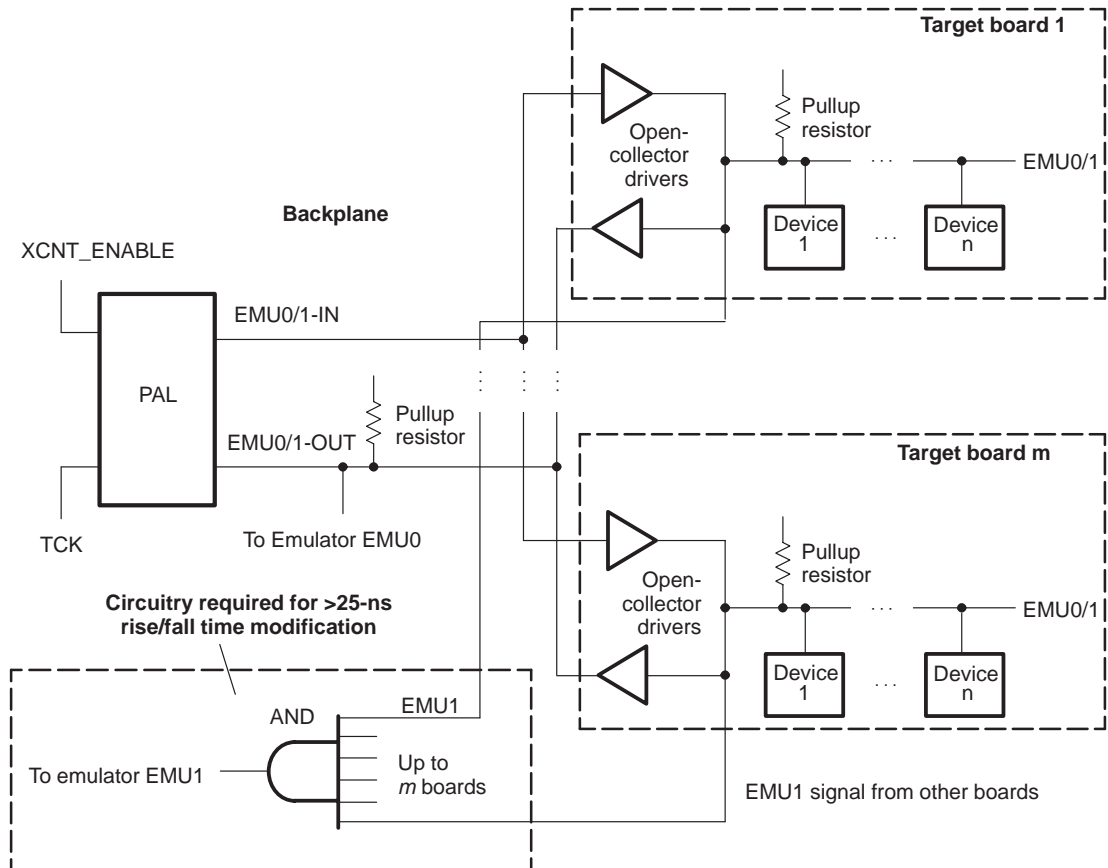 Target board 1
Pullup
resistor
Open-
collector
drivers
EMU0/1
Device
1
Device
n
Backplane
XCNT_ENABLE
EMU0/1-IN
PAL
Pullup
resistor
EMU0/1-OUT
TCK
To Emulator EMU0
Target board m
Pullup
resistor
Open-
collector
drivers
EMU0/1
Device
1
Device
n
Circuitry required for >25-ns
rise/fall time modification
EMU1
AND
To emulator EMU1
Up to
m boards
EMU1 signal from other boards